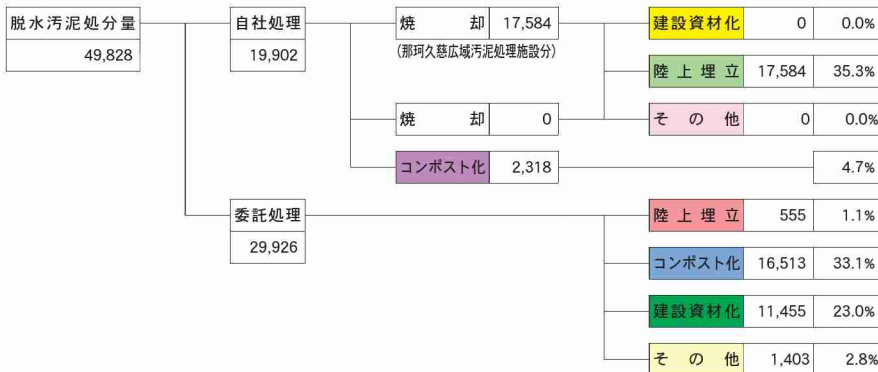 脱水汚泥処分量
49,828
自社処理
19,902
焼却 17,584
（那珂久慈広域汚泥処理施設分）
焼却 0
コンポスト化 2,318 4.7%
建設資材化 0 0.0%
陸上埋立 17,584 35.3%
その他 0 0.0%
委託処理
29,926
陸上埋立 555 1.1%
コンポスト化 16,513 33.1%
建設資材化 11,455 23.0%
その他 1,403 2.8%